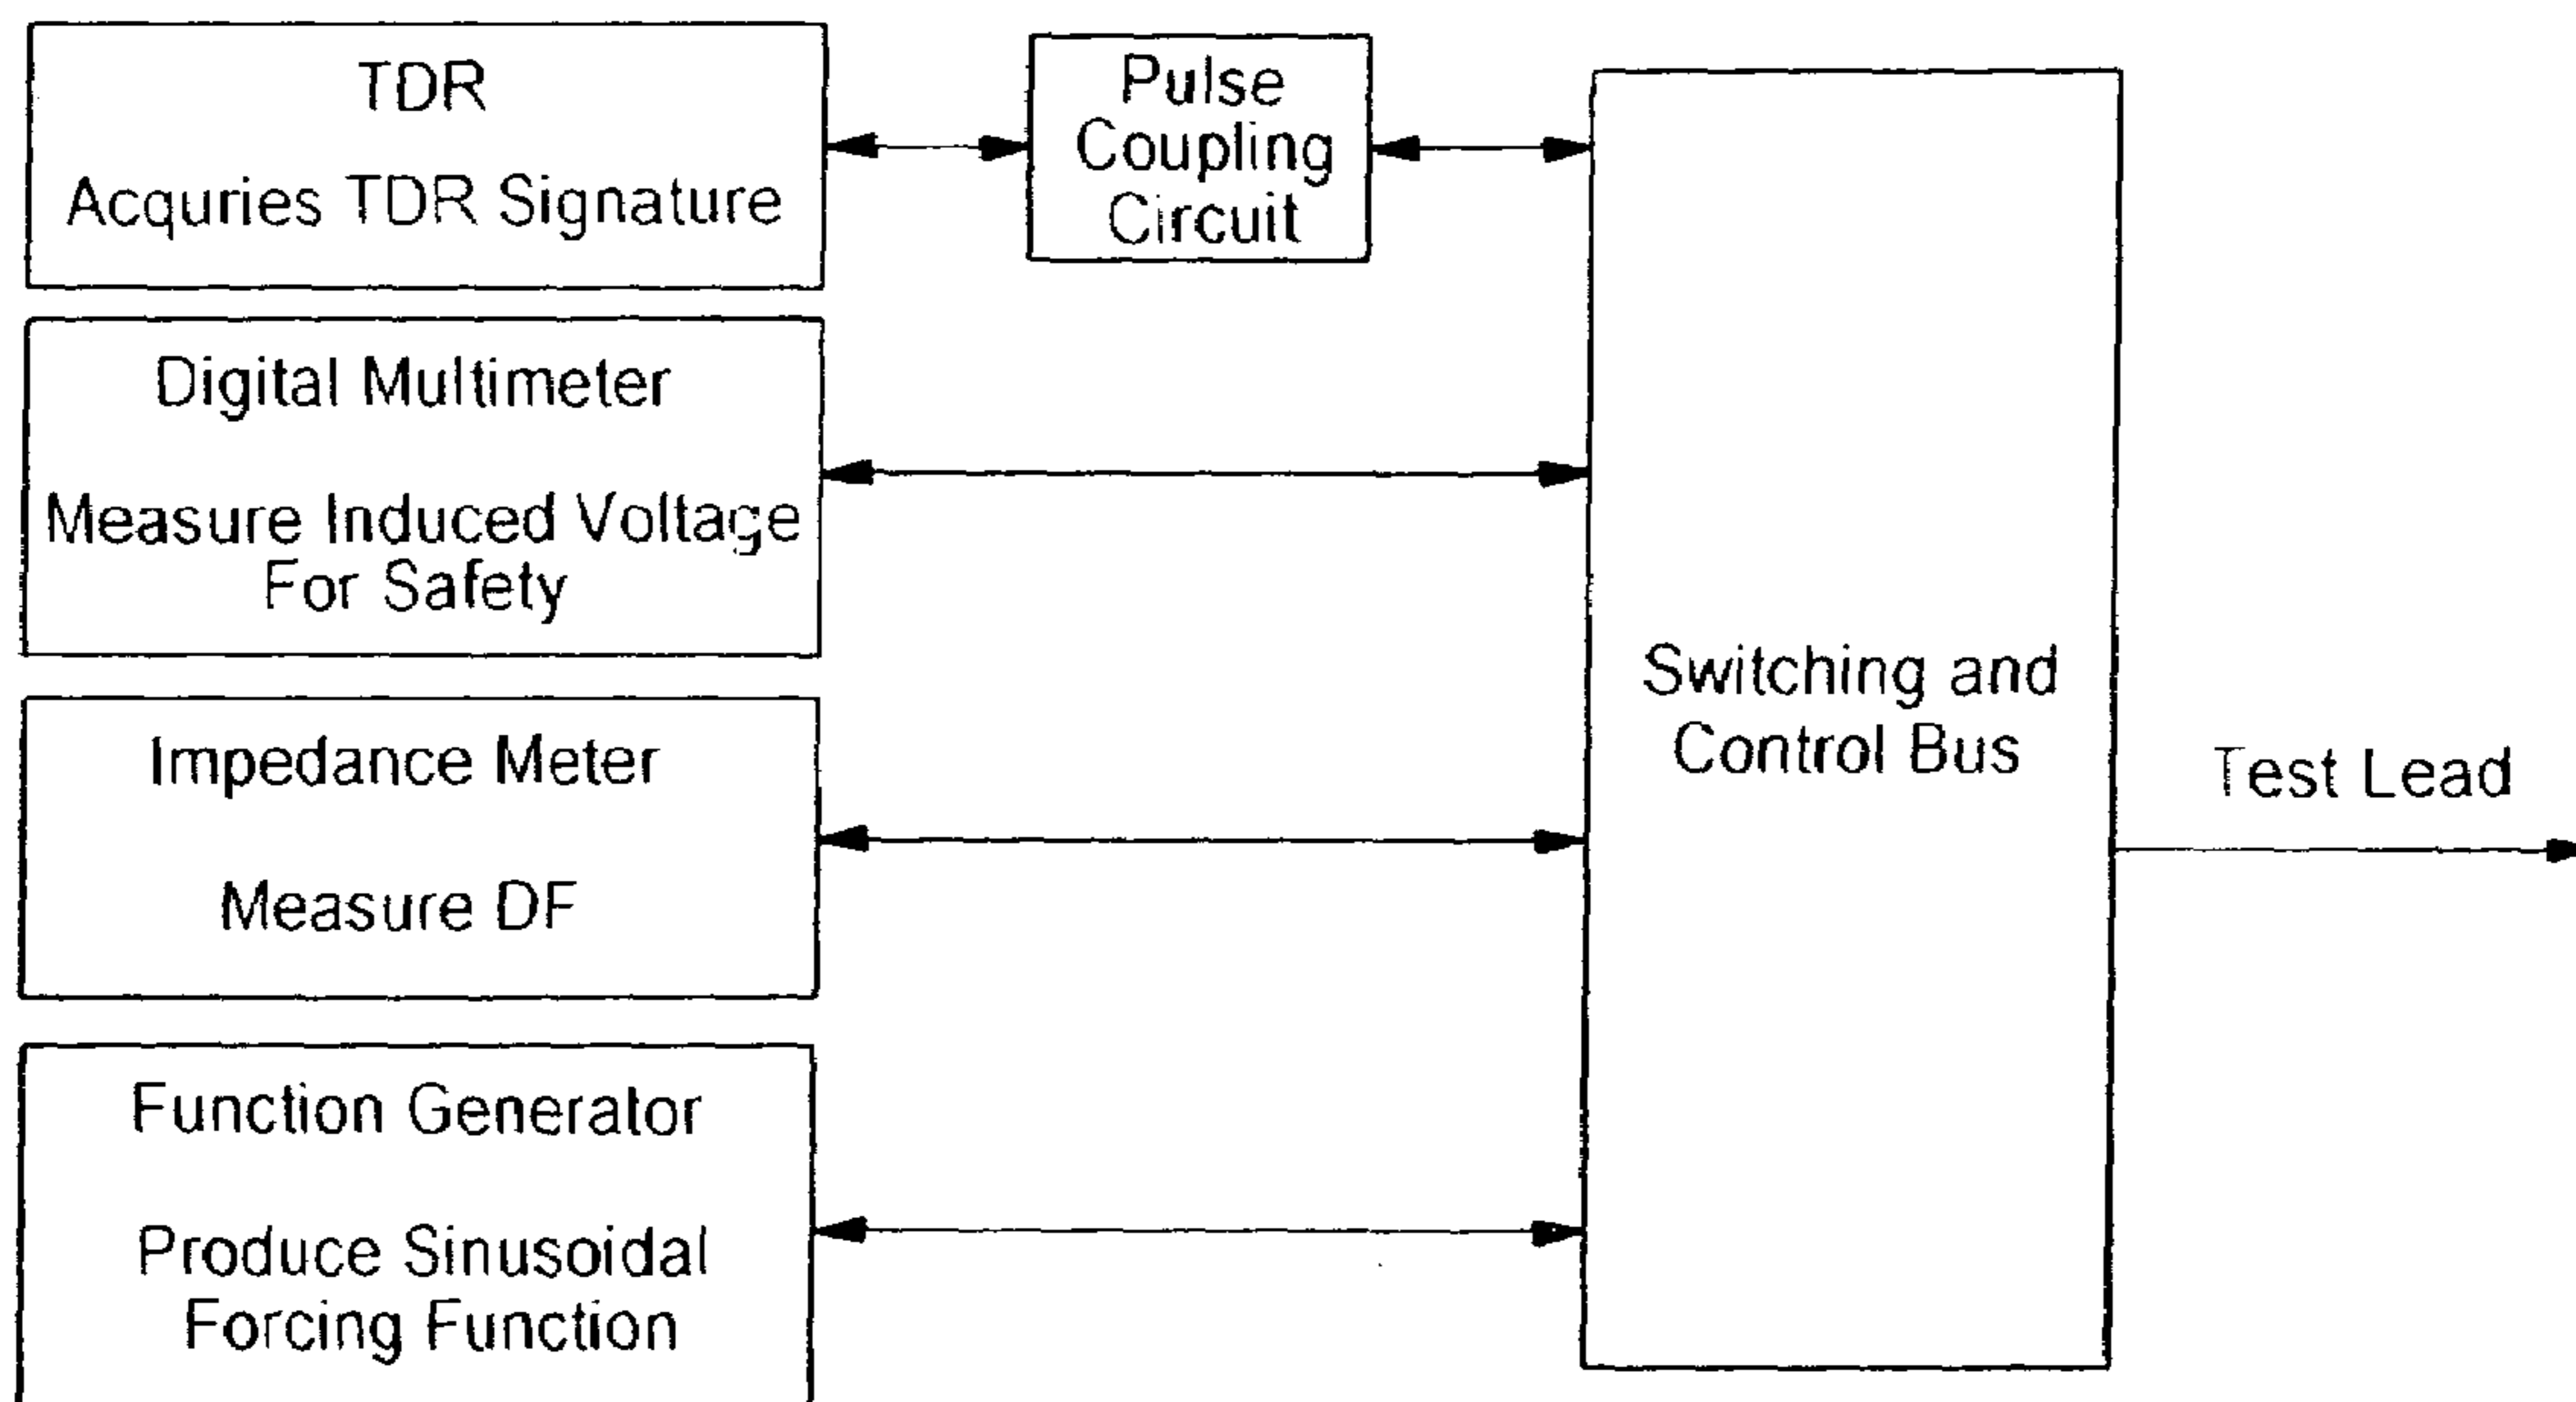 TDR
Acquries TDR Signature
Pulse
Coupling
Circuit
Digital Multimeter
Measure Induced Voltage
For Safety
Impedance Meter
Measure DF
Function Generator
Produce Sinusoidal
Forcing Function
Switching and
Control Bus
Test Lead